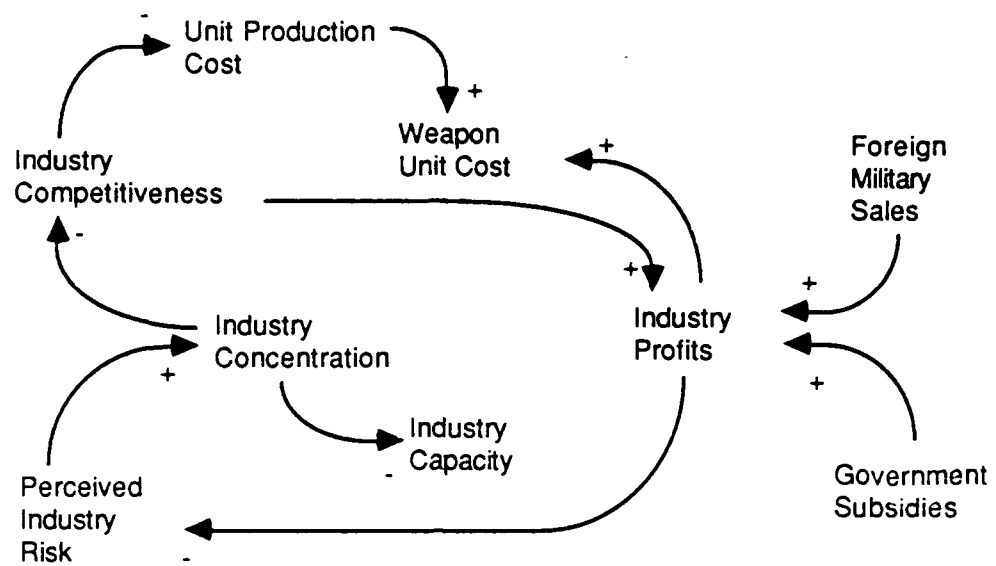 -
Unit Production
Cost
+
Weapon
Unit Cost
+
Foreign
Military
Sales
Industry
Competitiveness
-
+
+
Industry
Profits
Industry
Concentration
+
+
Industry
Capacity
-
Perceived
Industry
Risk
-
Government
Subsidies